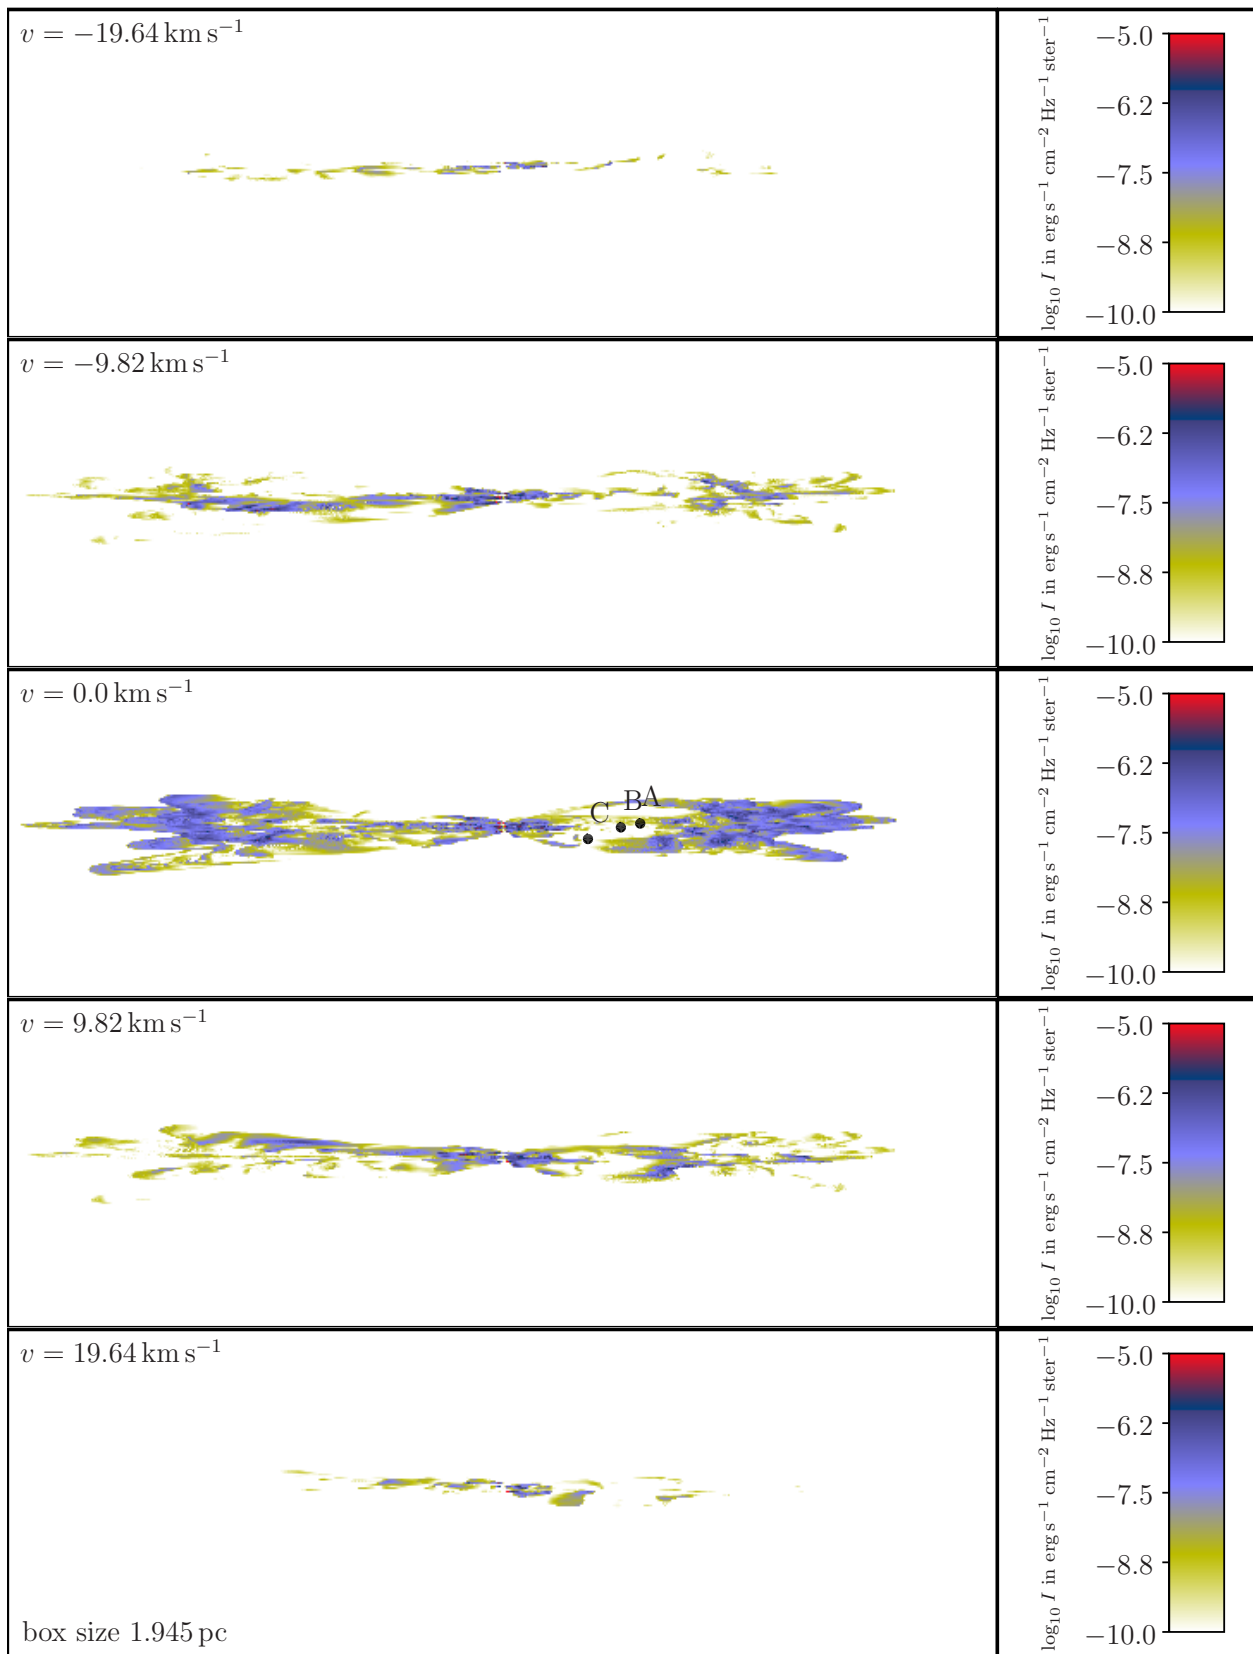 v = −19.64 km s⁻¹
log₁₀ I in erg s⁻¹ cm⁻² Hz⁻¹ ster⁻¹
−5.0
−6.2
−7.5
−8.8
−10.0
v = −9.82 km s⁻¹
log₁₀ I in erg s⁻¹ cm⁻² Hz⁻¹ ster⁻¹
−5.0
−6.2
−7.5
−8.8
−10.0
v = 0.0 km s⁻¹
C
B
A
log₁₀ I in erg s⁻¹ cm⁻² Hz⁻¹ ster⁻¹
−5.0
−6.2
−7.5
−8.8
−10.0
v = 9.82 km s⁻¹
log₁₀ I in erg s⁻¹ cm⁻² Hz⁻¹ ster⁻¹
−5.0
−6.2
−7.5
−8.8
−10.0
v = 19.64 km s⁻¹
box size 1.945 pc
log₁₀ I in erg s⁻¹ cm⁻² Hz⁻¹ ster⁻¹
−5.0
−6.2
−7.5
−8.8
−10.0